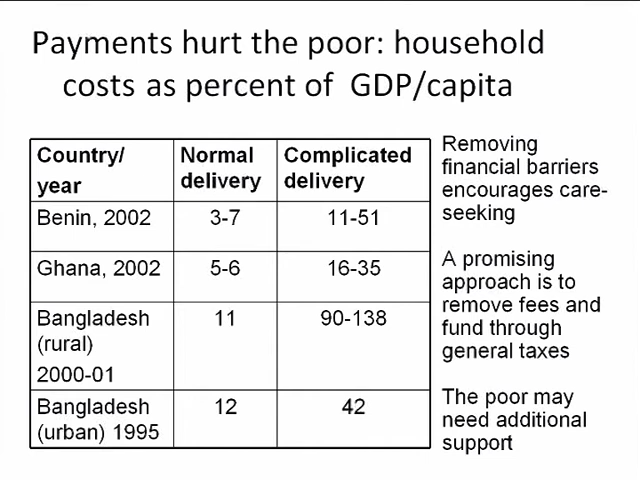 Payments hurt the poor: household
costs as percent of GDP/capita
Country/ Normal Complicated
year delivery delivery
Benin, 2002 3-7 11-51
Ghana, 2002 5-6 16-35
Bangladesh 11 90-138
(rural)
2000-01
Bangladesh 12 42
(urban) 1995
Removing
financial barriers
encourages care-
seeking
A promising
approach is to
remove fees and
fund through
general taxes
The poor may
need additional
support